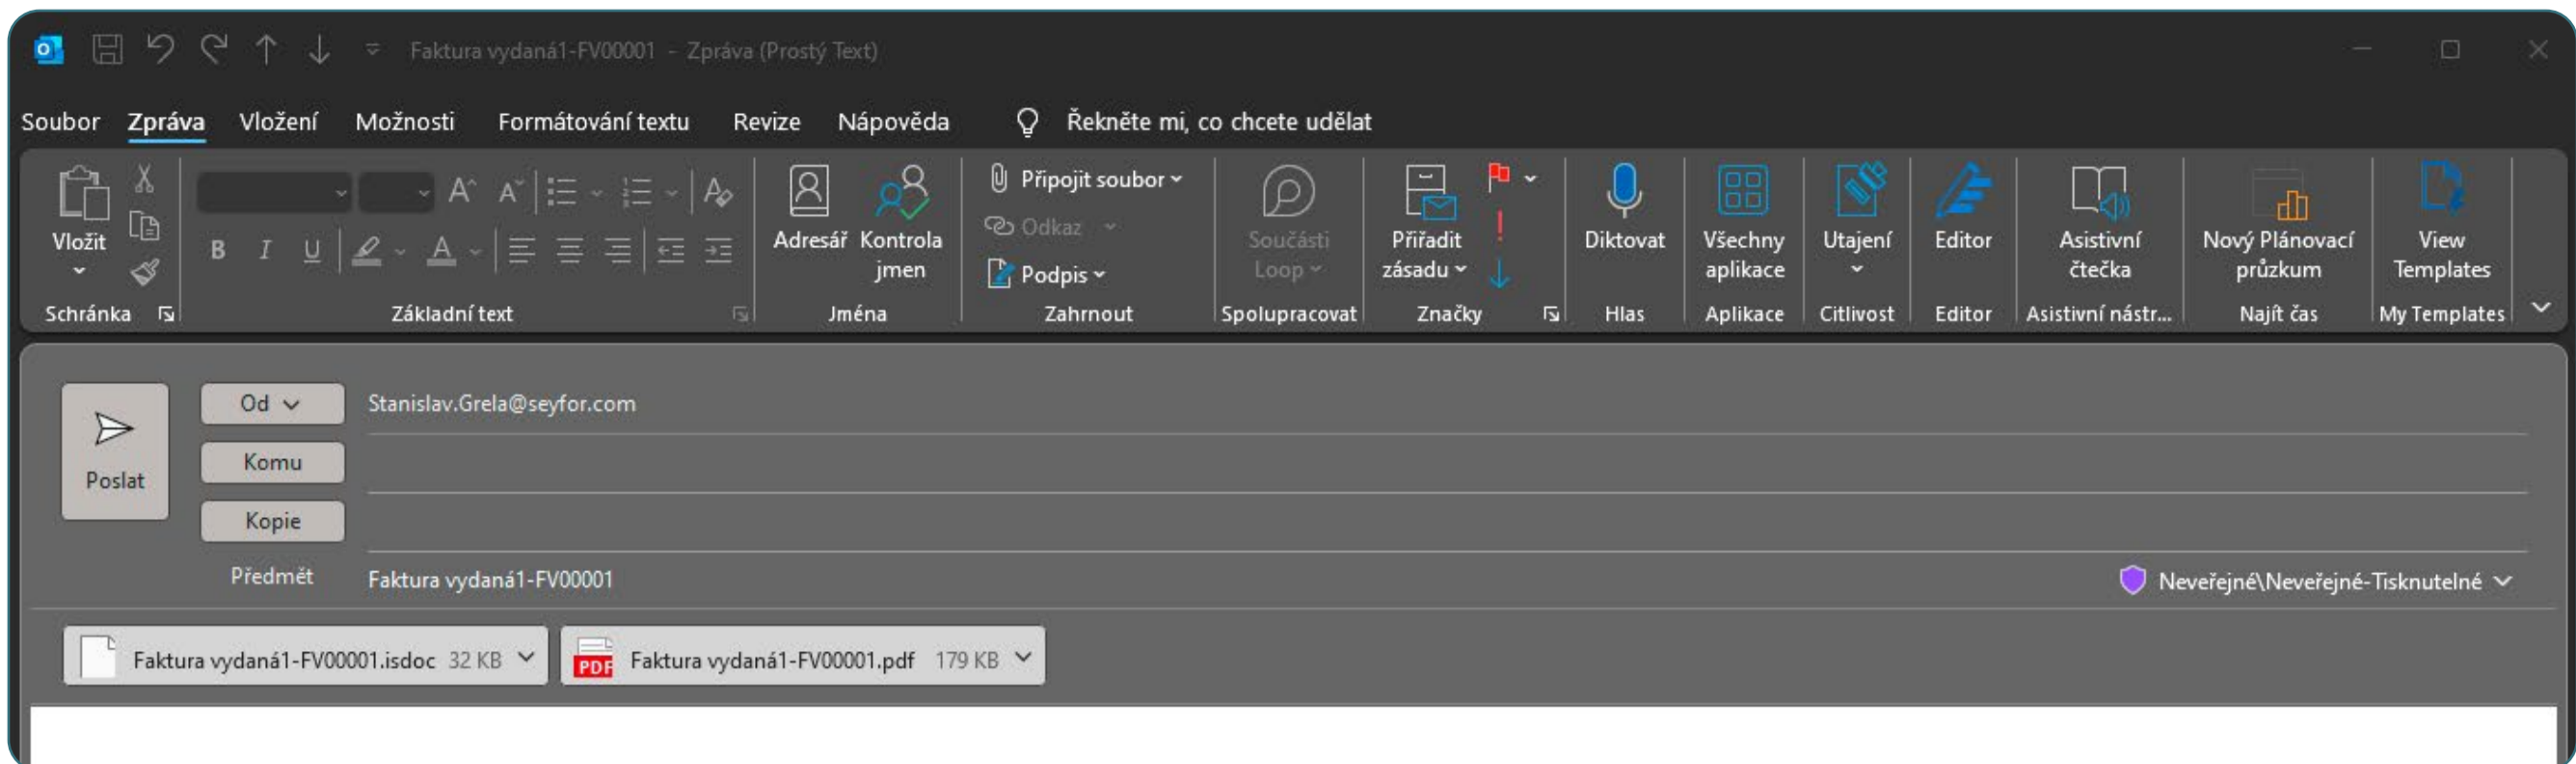 Faktura vydaná1-FV00001 - Zpráva (Prostý Text)
Soubor Zpráva Vložení Možnosti Formátování textu Revize Nápověda Řekněte mi, co chcete udělat
Vložit
Adresář
Kontrola jmen
Připojit soubor
Odkaz
Podpis
Součásti Loop
Přiřadit zásadu
Diktovat
Všechny aplikace
Utajení
Editor
Asistivní čtečka
Nový Plánovací průzkum
View Templates
Schránka Základní text Jména Zahrnout Spolupracovat Značky Hlas Aplikace Citlivost Editor Asistivní nástr... Najít čas My Templates
Poslat
Od Stanislav.Grela@seyfor.com
Komu
Kopie
Předmět Faktura vydaná1-FV00001 Neveřejné\Neveřejné-Tisknutelné
Faktura vydaná1-FV00001.isdoc 32 KB PDF Faktura vydaná1-FV00001.pdf 179 KB